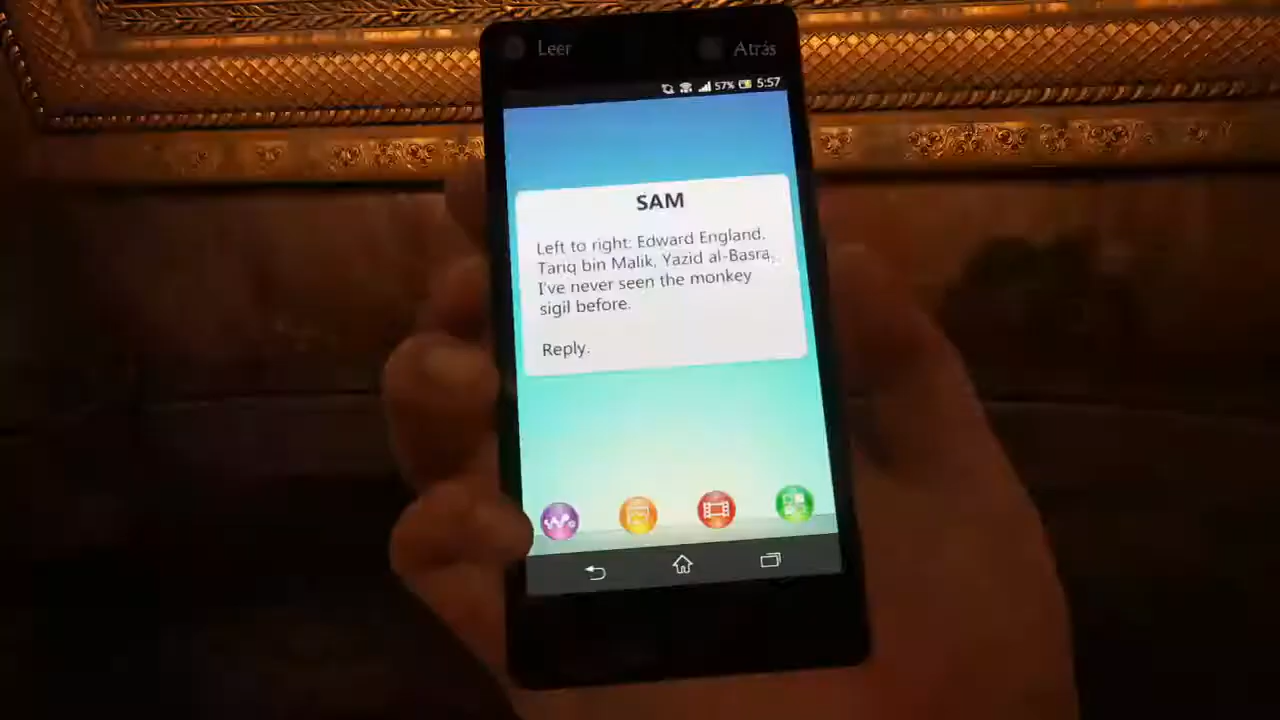 Leer
Atrás
57%
5:57
SAM
Left to right: Edward England,
Tariq bin Malik, Yazid al-Basra,
I've never seen the monkey
sigil before.
Reply.